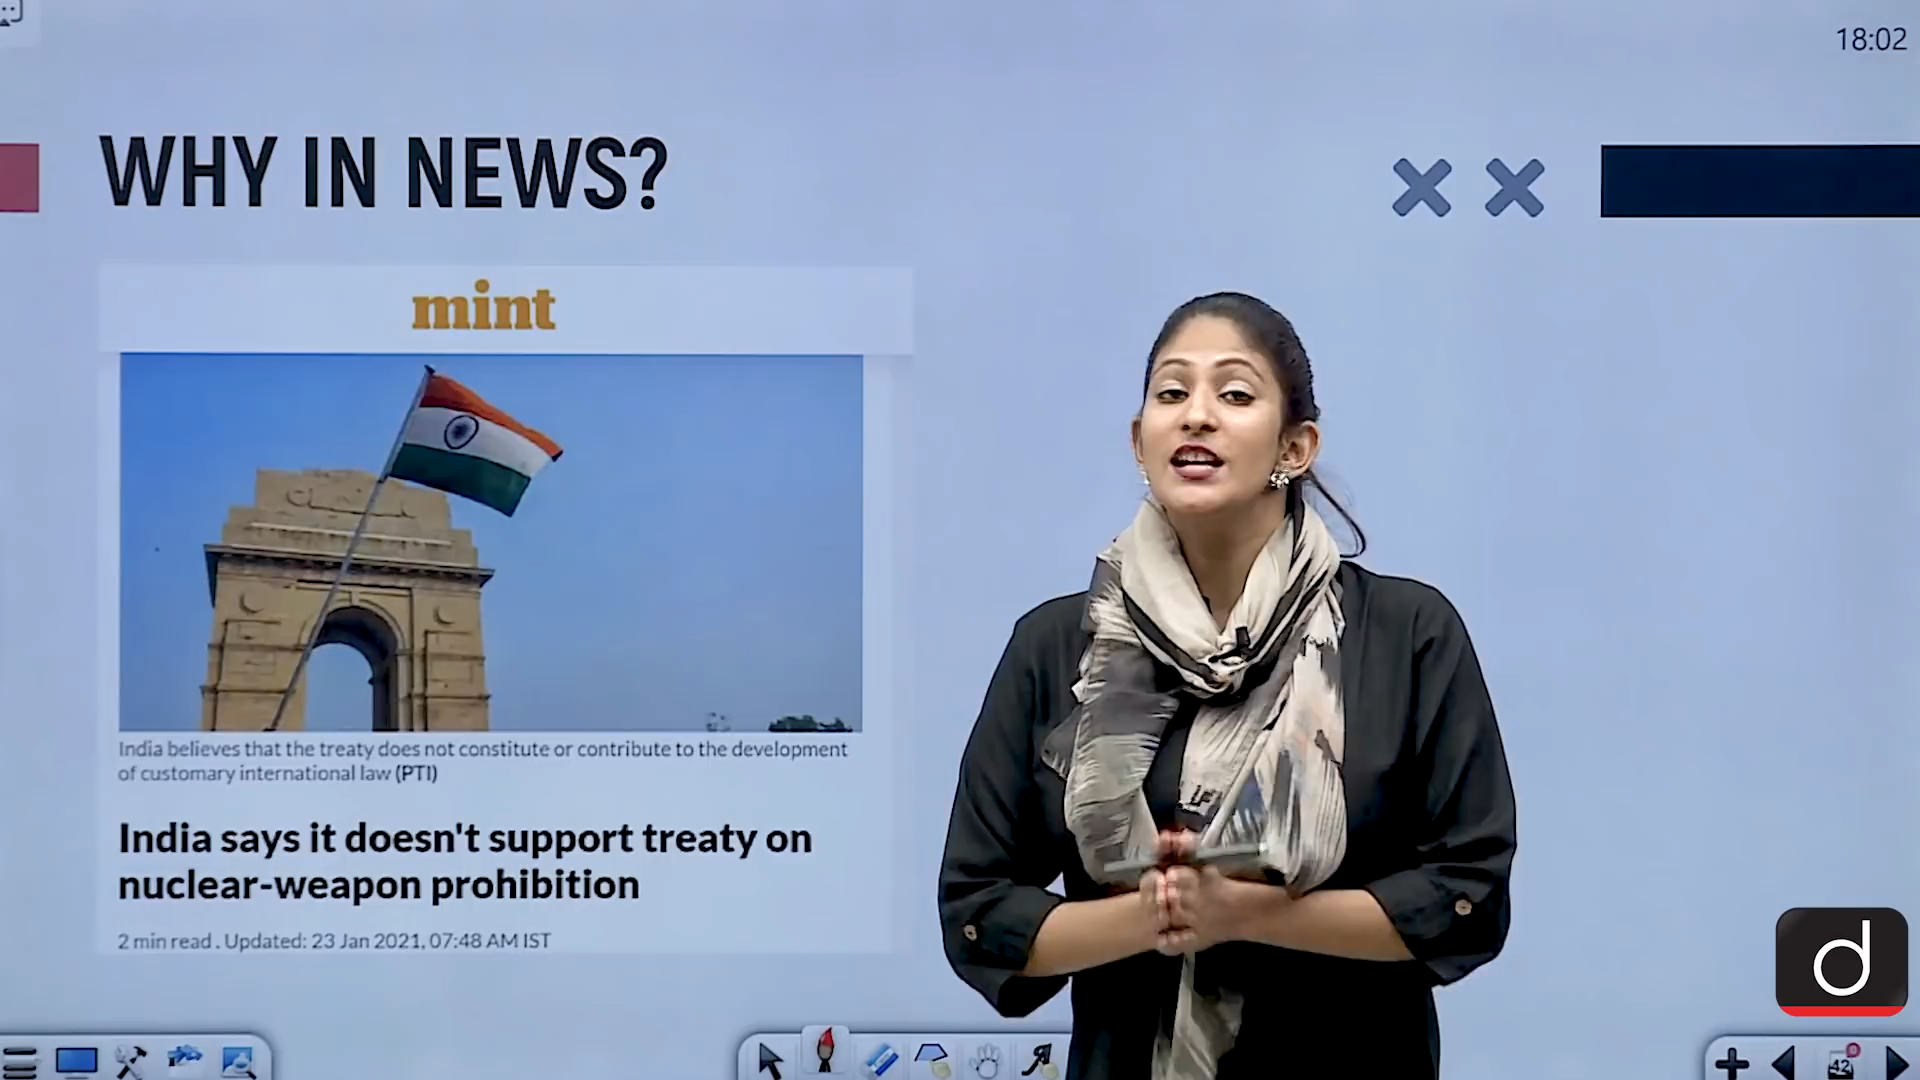 18:02
WHY IN NEWS?
mint
India believes that the treaty does not constitute or contribute to the development
of customary international law (PTI)
India says it doesn't support treaty on
nuclear-weapon prohibition
2 min read . Updated: 23 Jan 2021, 07:48 AM IST
d
42